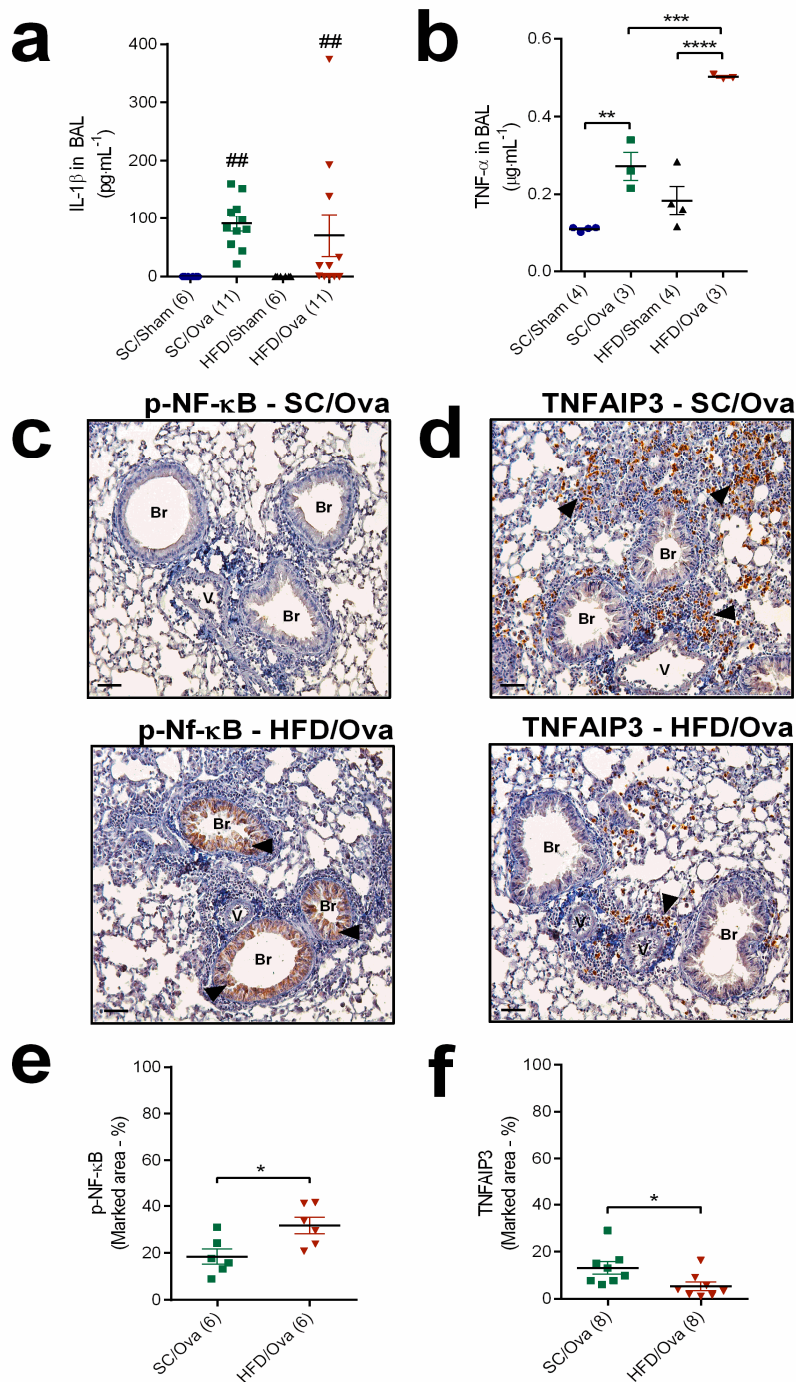 a
b
IL-1β in BAL
(pg·mL⁻¹)
400
300
200
100
0
##
##
SC/Sham (6)
SC/Ova (11)
HFD/Sham (6)
HFD/Ova (11)
TNF-α in BAL
(µg·mL⁻¹)
0.6
0.4
0.2
0.0
**
***
****
SC/Sham (4)
SC/Ova (3)
HFD/Sham (4)
HFD/Ova (3)
c
p-NF-κB - SC/Ova
Br
Br
V
Br
d
TNFAIP3 - SC/Ova
Br
Br
V
p-Nf-κB - HFD/Ova
Br
Br
V
Br
TNFAIP3 - HFD/Ova
Br
V
V
Br
e
p-NF-κB
(Marked area - %)
100
80
60
40
20
0
*
SC/Ova (6)
HFD/Ova (6)
f
TNFAIP3
(Marked area - %)
100
80
60
40
20
0
*
SC/Ova (8)
HFD/Ova (8)